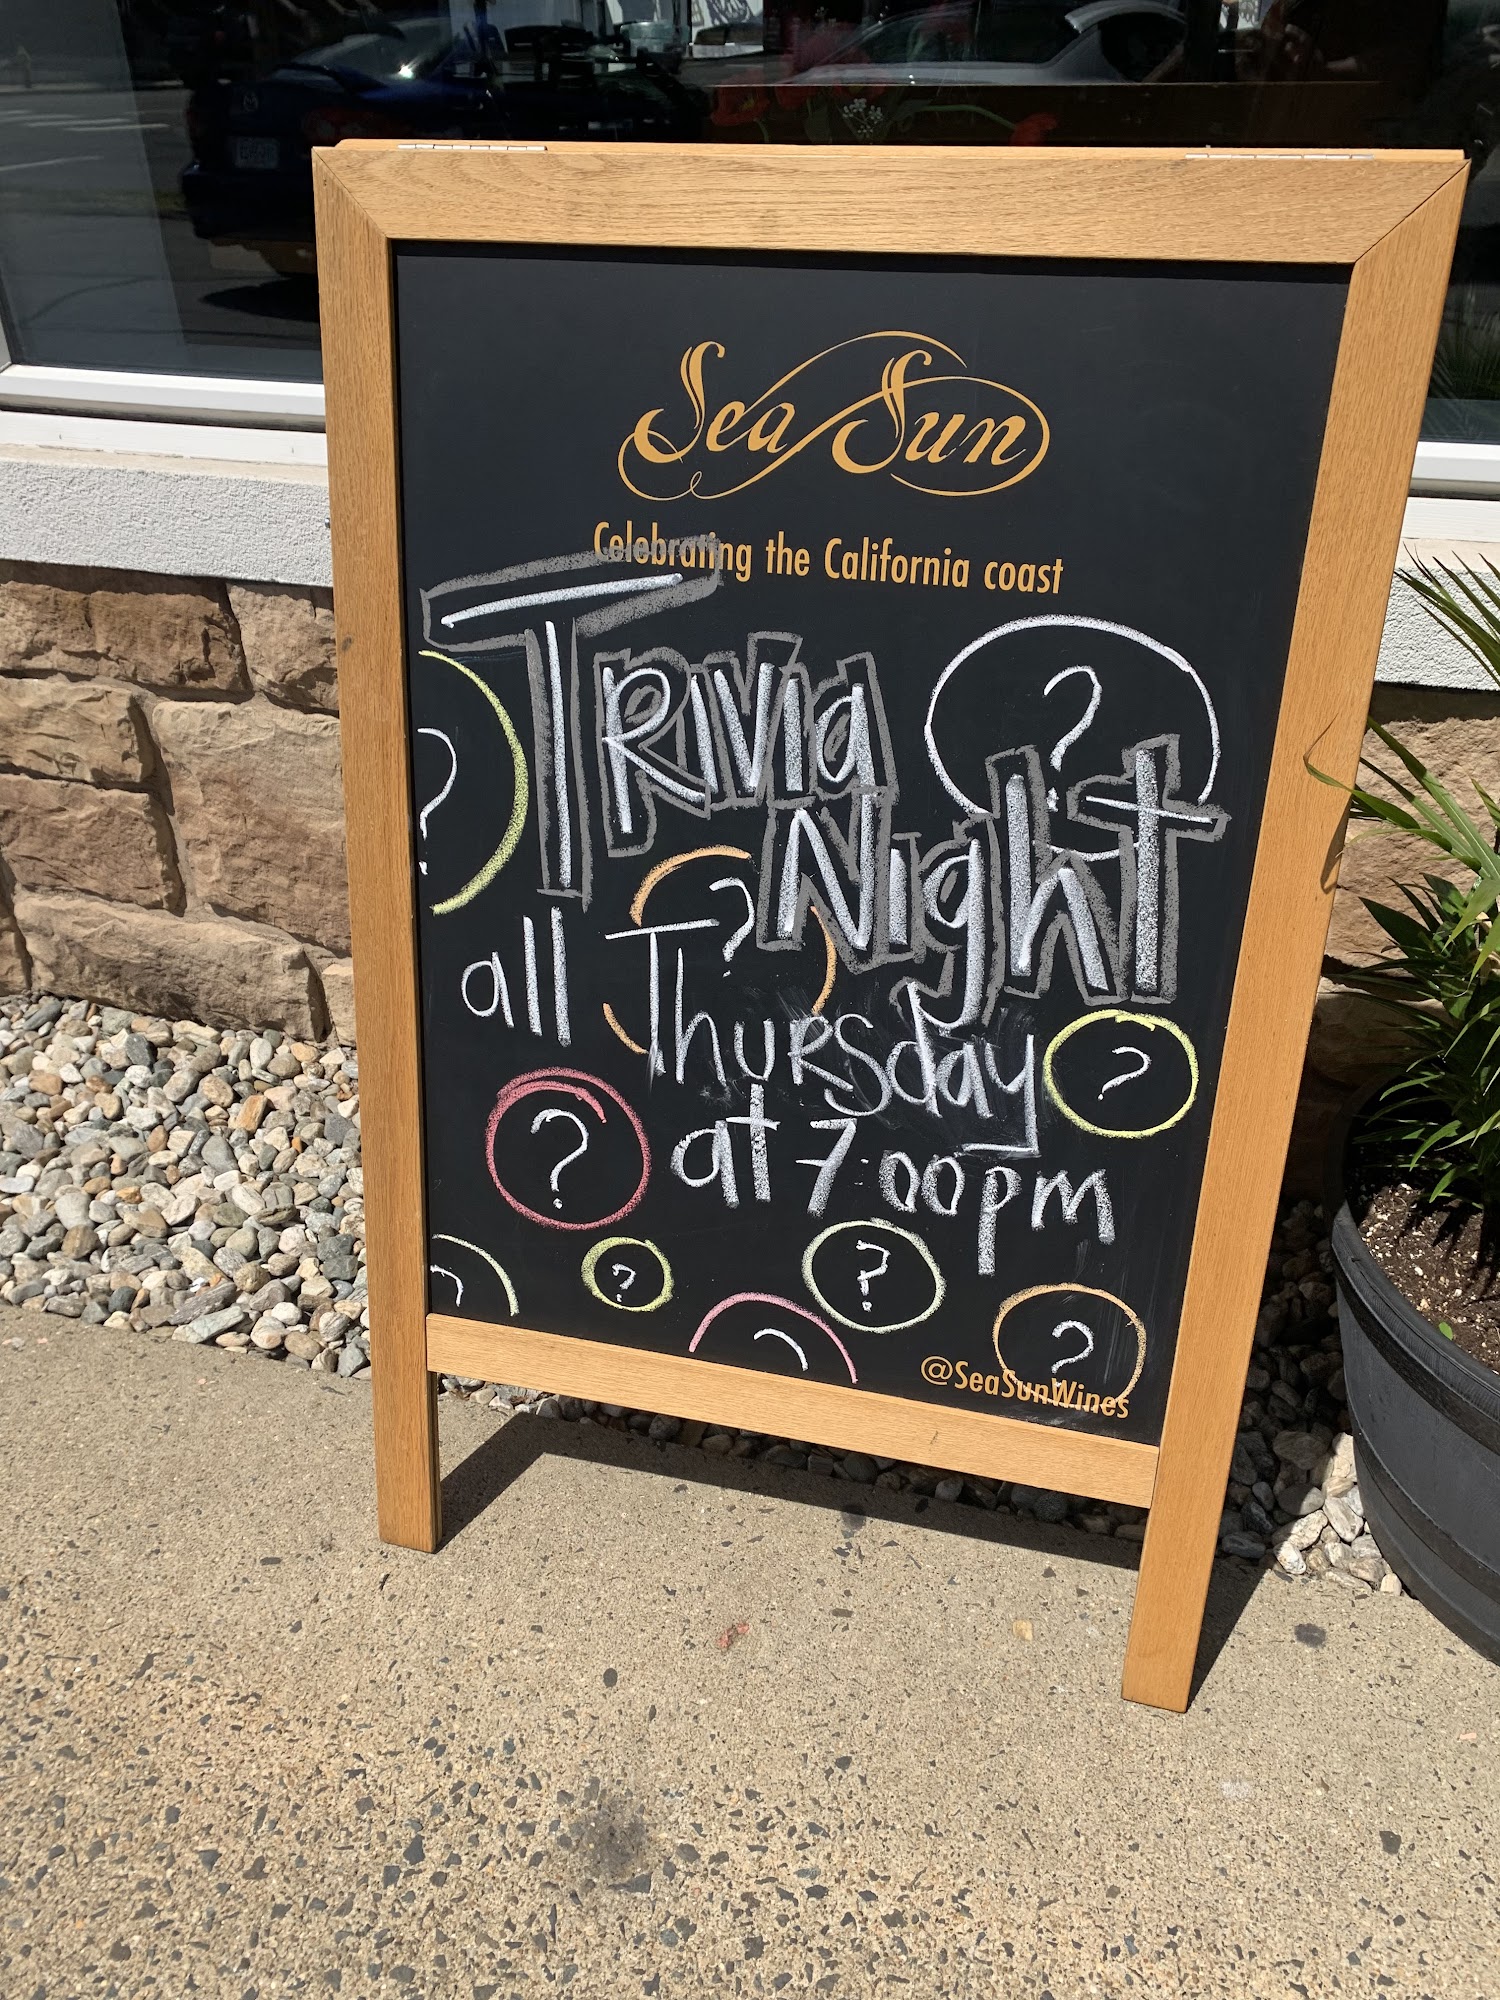 Sea Sun
Celebrating the California coast
?
Trivia
?
Night
?
all Thursday
?
?
at 7:00pm
?
?
?
?
@SeaSunWines